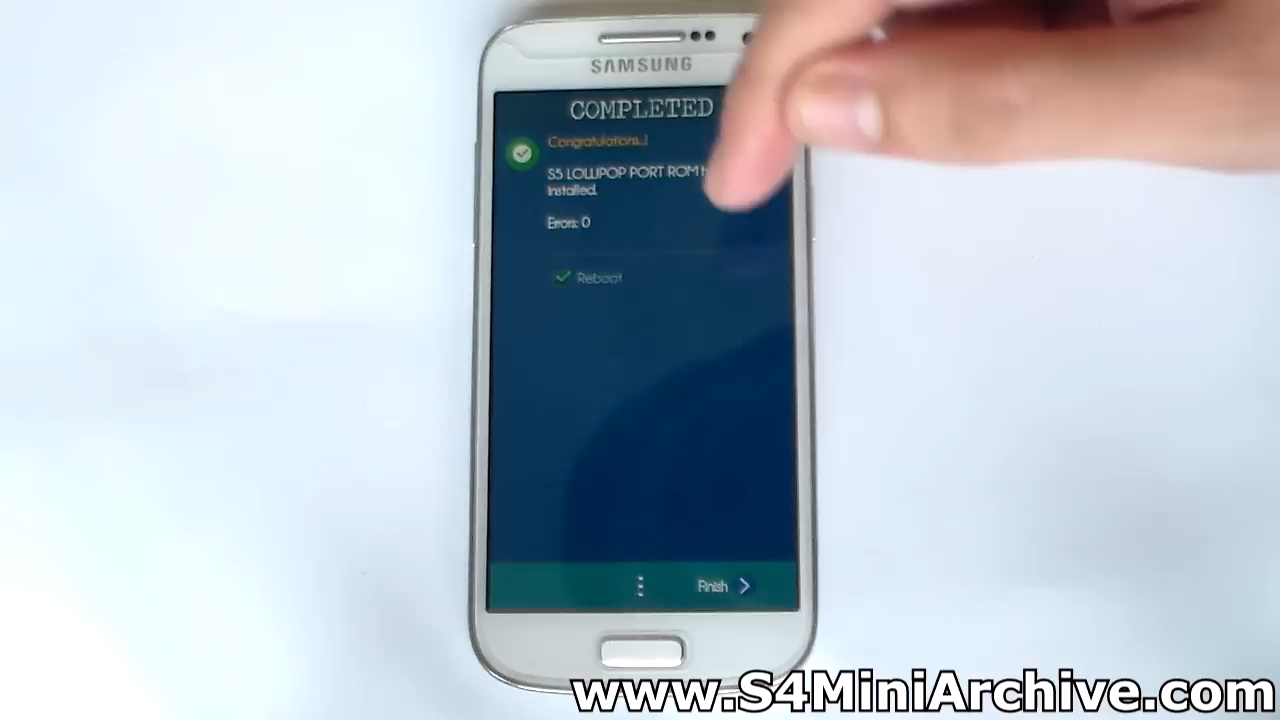 SAMSUNG
COMPLETED
Congratulations..!
S5 LOLLIPOP PORT ROM
installed.
Errors: 0
Reboot
Finish
www.S4MiniArchive.com